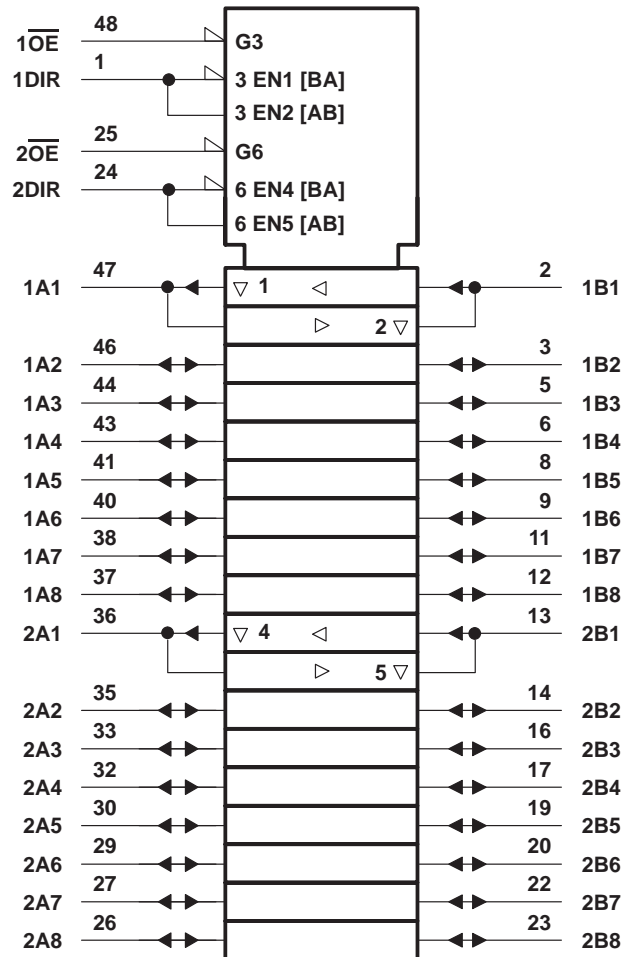 48
1O̅E̅ G3
1
1DIR 3 EN1 [BA]
3 EN2 [AB]
25
2O̅E̅ G6
24
2DIR 6 EN4 [BA]
6 EN5 [AB]
47 2
1A1 ▽ 1 ◁ 1B1
▷ 2 ▽
46 3
1A2 1B2
44 5
1A3 1B3
43 6
1A4 1B4
41 8
1A5 1B5
40 9
1A6 1B6
38 11
1A7 1B7
37 12
1A8 1B8
36 13
2A1 ▽ 4 ◁ 2B1
▷ 5 ▽
35 14
2A2 2B2
33 16
2A3 2B3
32 17
2A4 2B4
30 19
2A5 2B5
29 20
2A6 2B6
27 22
2A7 2B7
26 23
2A8 2B8